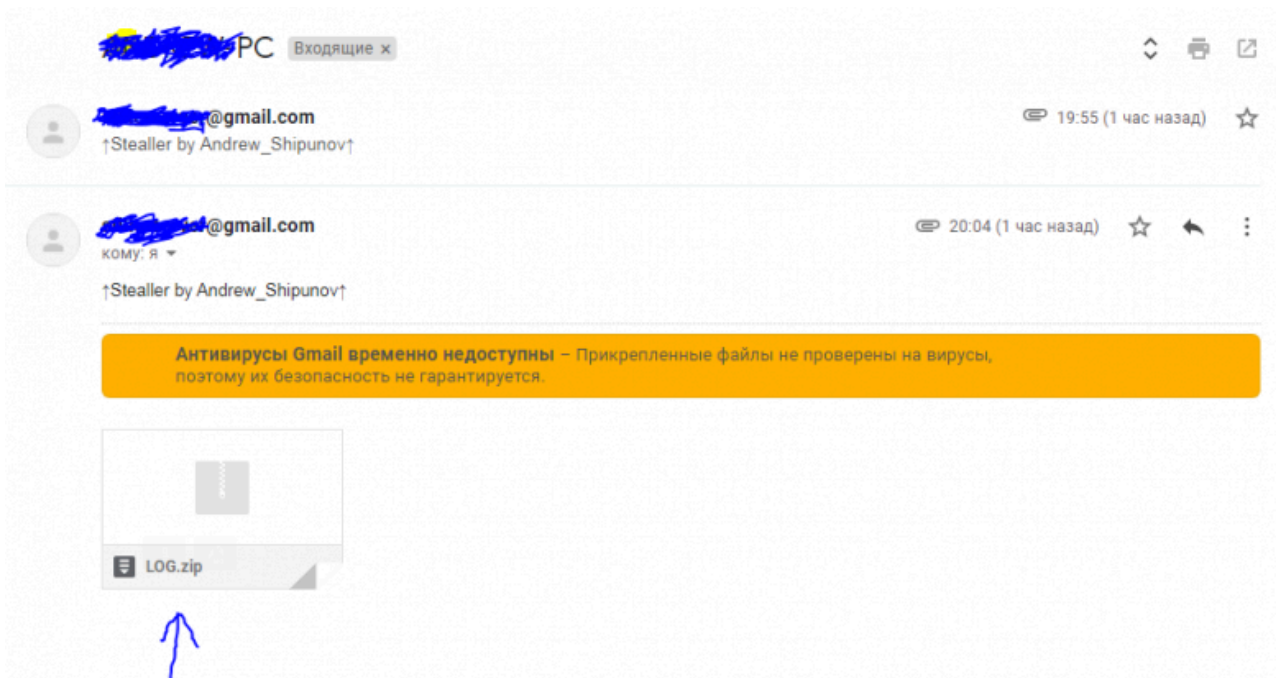 PC Входящие x
@gmail.com
19:55 (1 час назад)
↑Stealler by Andrew_Shipunov↑
@gmail.com
20:04 (1 час назад)
кому: я
↑Stealler by Andrew_Shipunov↑
Антивирусы Gmail временно недоступны – Прикрепленные файлы не проверены на вирусы,
поэтому их безопасность не гарантируется.
LOG.zip